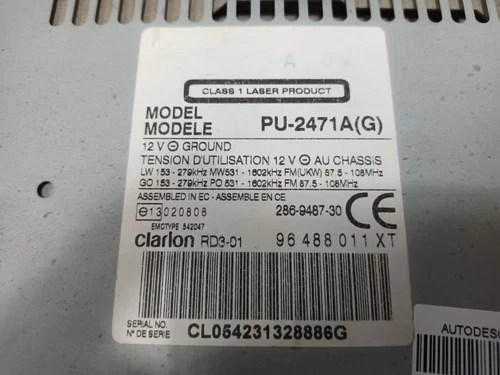 CLASS 1 LASER PRODUCT
MODEL
MODELE PU-2471A(G)
12 V ⊖ GROUND
TENSION D'UTILISATION 12 V ⊖ AU CHASSIS
LW 153 - 279kHz MW531 - 1602kHz FM(UKW) 87.5 - 108MHz
GO 153 - 279kHz PO 531 - 1602kHz FM 87.5 - 108MHz
ASSEMBLED IN EC - ASSEMBLE EN CE
e13 020808 286-9487-30 CE
EMCTYPE 542047
Clarion RD3-01 96 488 011 XT
SERIAL NO.
N° DE SERIE CL054231328886G
AUTODESG